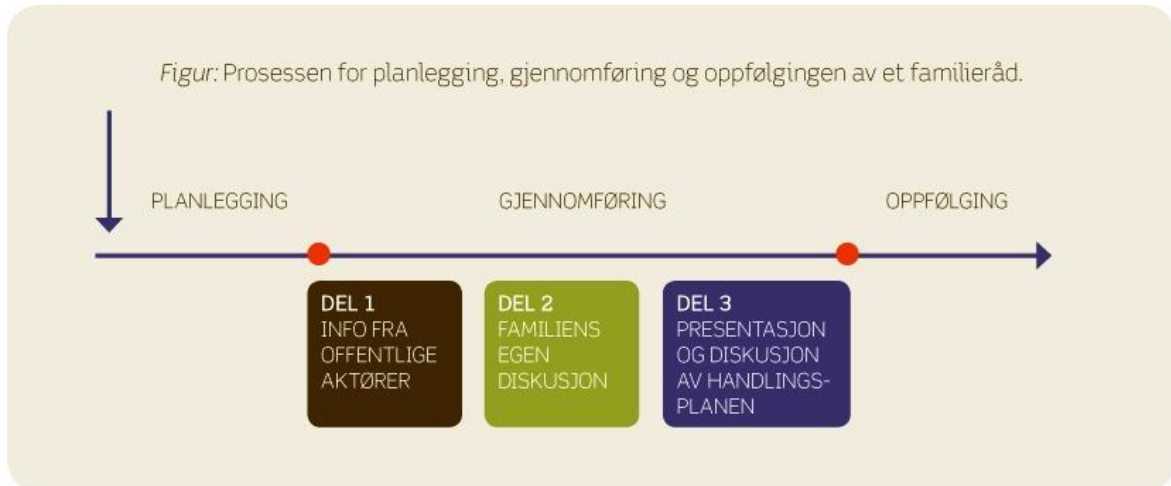 Figur: Prosessen for planlegging, gjennomføring og oppfølgingen av et familieråd.
PLANLEGGING
GJENNOMFØRING
OPPFØLGING
DEL 1
INFO FRA
OFFENTLIGE
AKTØRER
DEL 2
FAMILIENS
EGEN
DISKUSJON
DEL 3
PRESENTASJON
OG DISKUSJON
AV HANDLINGS-
PLANEN